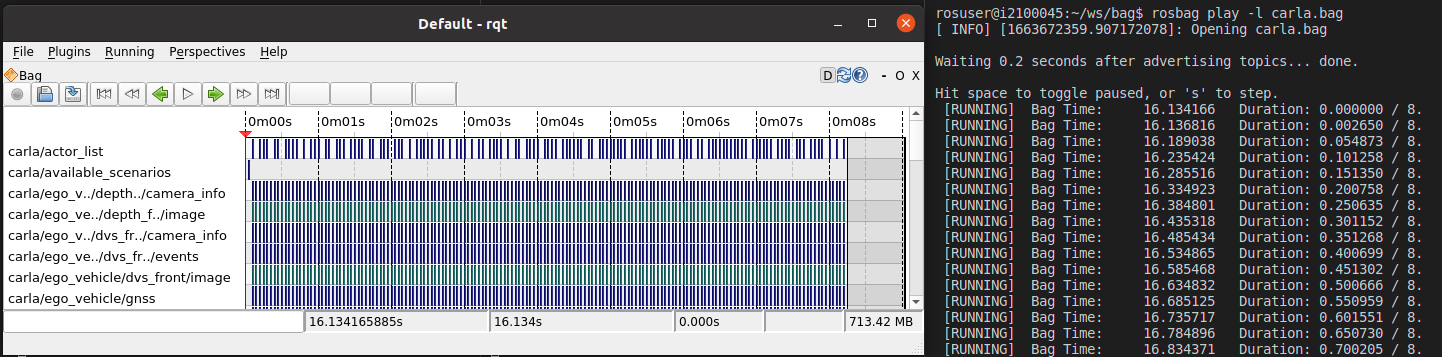 Default - rqt
File Plugins Running Perspectives Help
Bag
D - O X
0m00s 0m01s 0m02s 0m03s 0m04s 0m05s 0m06s 0m07s 0m08s
carla/actor_list
carla/available_scenarios
carla/ego_v../depth../camera_info
carla/ego_ve../depth_f../image
carla/ego_v../dvs_fr../camera_info
carla/ego_ve../dvs_fr../events
carla/ego_vehicle/dvs_front/image
carla/ego_vehicle/gnss
16.134165885s 16.134s 0.000s 713.42 MB
rosuser@i2100045:~/ws/bag$ rosbag play -l carla.bag
[ INFO] [1663672359.907172078]: Opening carla.bag
Waiting 0.2 seconds after advertising topics... done.
Hit space to toggle paused, or 's' to step.
[RUNNING] Bag Time: 16.134166 Duration: 0.000000 / 8.
[RUNNING] Bag Time: 16.136816 Duration: 0.002650 / 8.
[RUNNING] Bag Time: 16.189038 Duration: 0.054873 / 8.
[RUNNING] Bag Time: 16.235424 Duration: 0.101258 / 8.
[RUNNING] Bag Time: 16.285516 Duration: 0.151350 / 8.
[RUNNING] Bag Time: 16.334923 Duration: 0.200758 / 8.
[RUNNING] Bag Time: 16.384801 Duration: 0.250635 / 8.
[RUNNING] Bag Time: 16.435318 Duration: 0.301152 / 8.
[RUNNING] Bag Time: 16.485434 Duration: 0.351268 / 8.
[RUNNING] Bag Time: 16.534865 Duration: 0.400699 / 8.
[RUNNING] Bag Time: 16.585468 Duration: 0.451302 / 8.
[RUNNING] Bag Time: 16.634832 Duration: 0.500666 / 8.
[RUNNING] Bag Time: 16.685125 Duration: 0.550959 / 8.
[RUNNING] Bag Time: 16.735717 Duration: 0.601551 / 8.
[RUNNING] Bag Time: 16.784896 Duration: 0.650730 / 8.
[RUNNING] Bag Time: 16.834371 Duration: 0.700205 / 8.